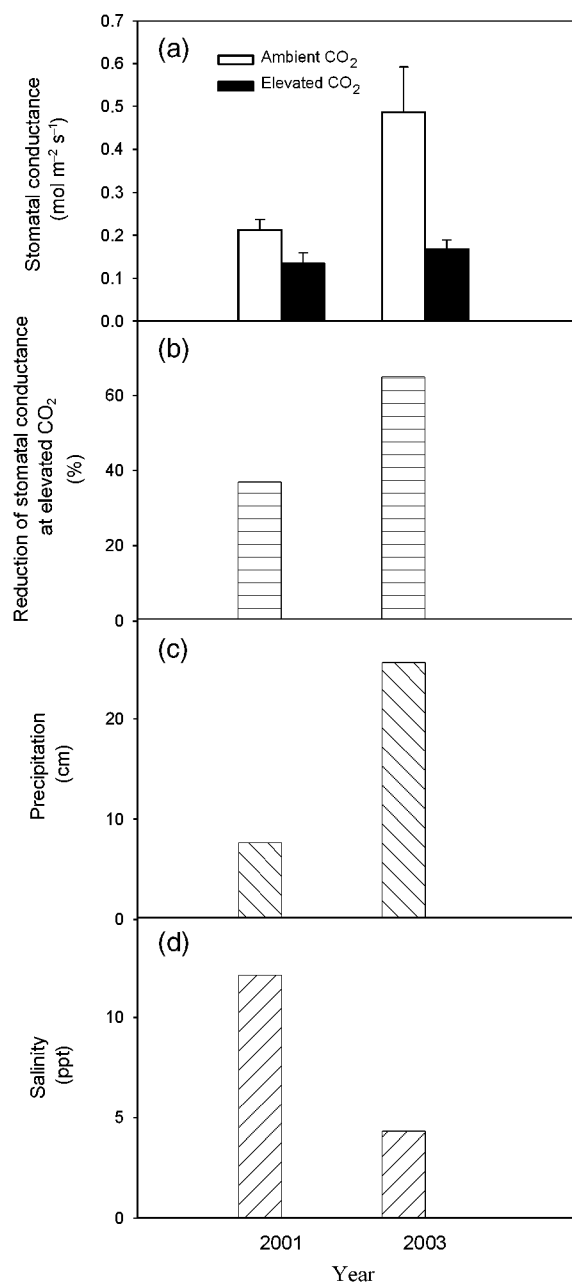 (a)
Ambient CO₂
Elevated CO₂
Stomatal conductance
(mol m⁻² s⁻¹)
0.7
0.6
0.5
0.4
0.3
0.2
0.1
0.0
(b)
Reduction of stomatal conductance
at elevated CO₂
(%)
60
40
20
0
(c)
Precipitation
(cm)
20
10
0
(d)
Salinity
(ppt)
10
5
0
2001 2003
Year